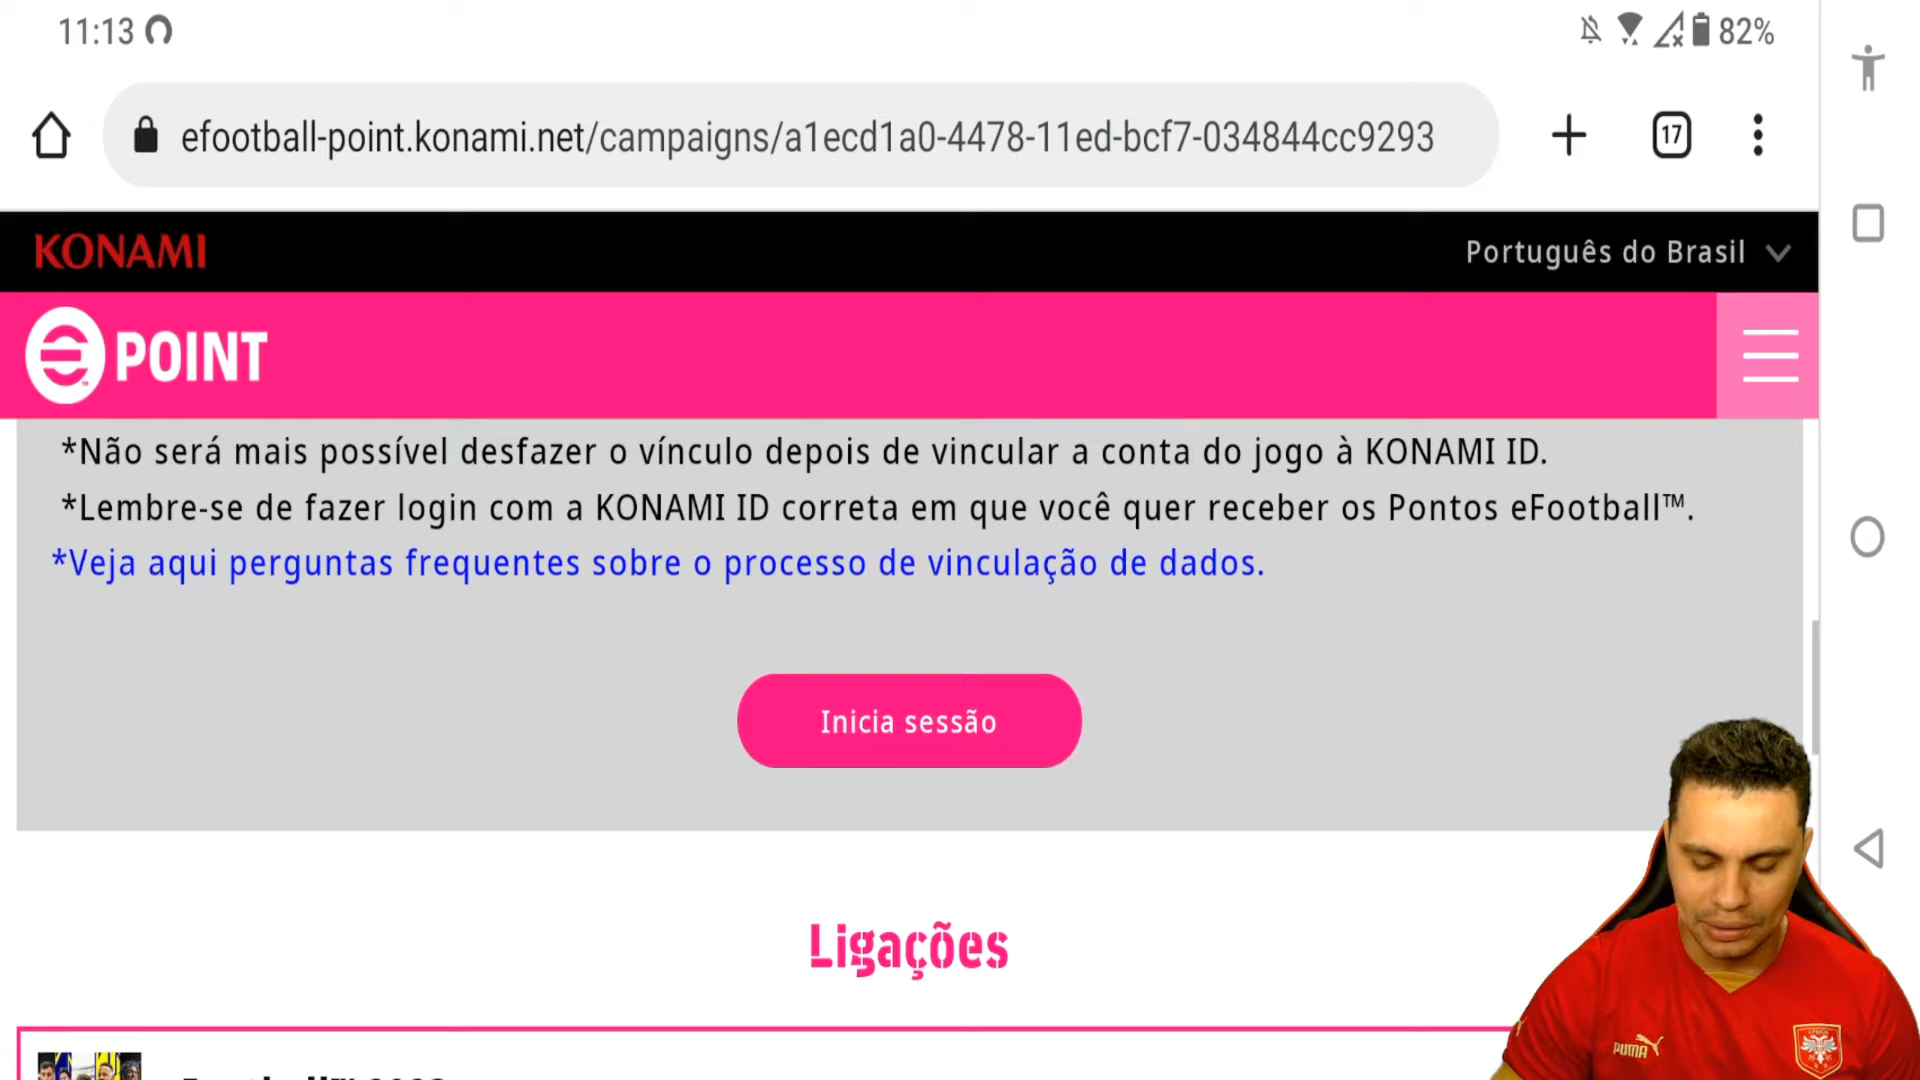 11:13
82%
efootball-point.konami.net/campaigns/a1ecd1a0-4478-11ed-bcf7-034844cc9293
17
KONAMI
Português do Brasil
POINT
*Não será mais possível desfazer o vínculo depois de vincular a conta do jogo à KONAMI ID.
*Lembre-se de fazer login com a KONAMI ID correta em que você quer receber os Pontos eFootball™.
*Veja aqui perguntas frequentes sobre o processo de vinculação de dados.
Inicia sessão
Ligações
PUMA